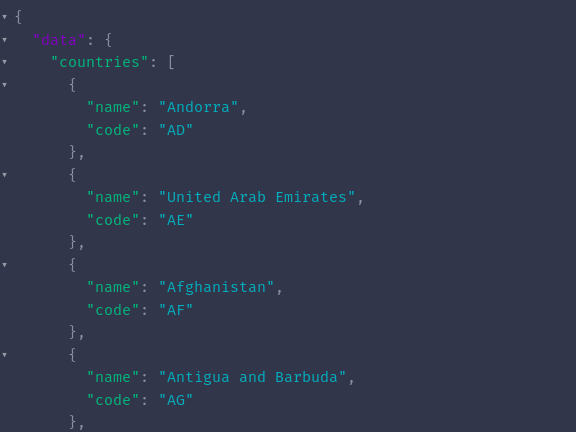 {
"data": {
"countries": [
{
"name": "Andorra",
"code": "AD"
},
{
"name": "United Arab Emirates",
"code": "AE"
},
{
"name": "Afghanistan",
"code": "AF"
},
{
"name": "Antigua and Barbuda",
"code": "AG"
},